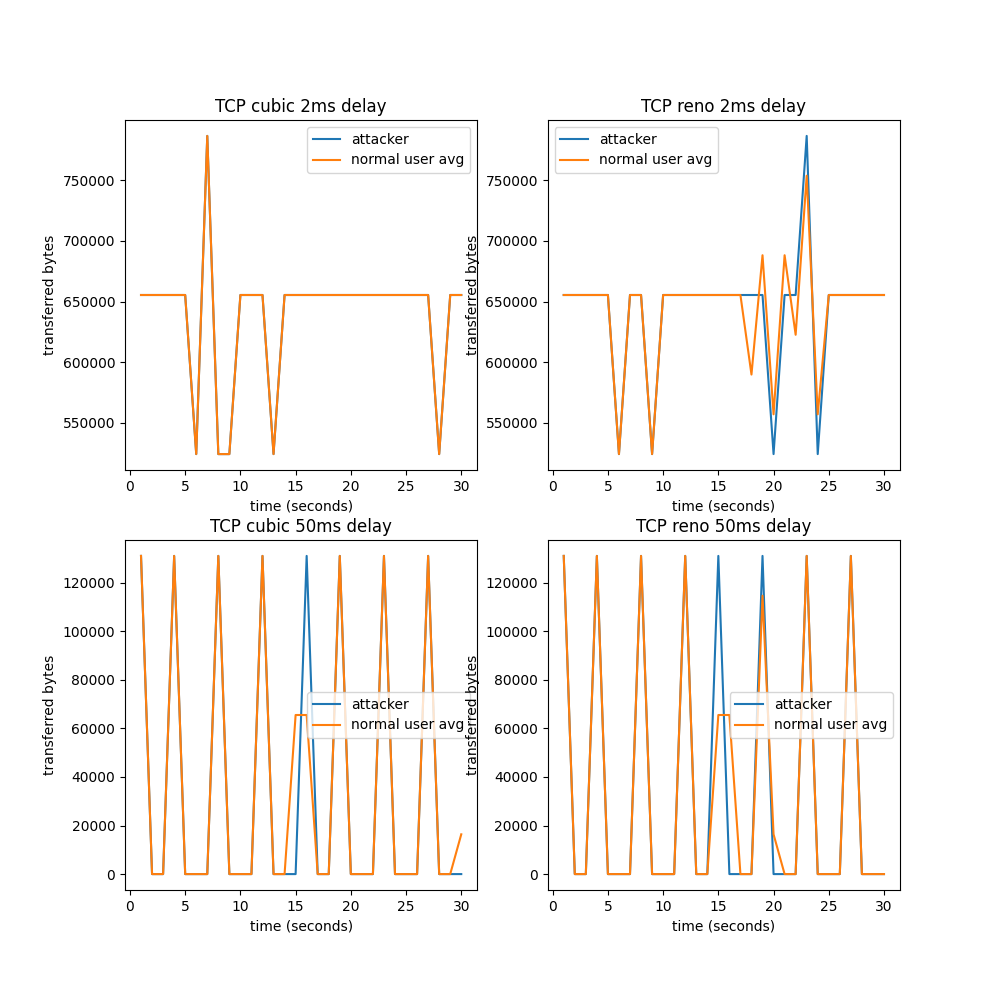 TCP cubic 2ms delay
transferred bytes
750000
700000
650000
600000
550000
attacker
normal user avg
0 5 10 15 20 25 30
time (seconds)
TCP reno 2ms delay
transferred bytes
750000
700000
650000
600000
550000
attacker
normal user avg
0 5 10 15 20 25 30
time (seconds)
TCP cubic 50ms delay
transferred bytes
120000
100000
80000
60000
40000
20000
0
attacker
normal user avg
0 5 10 15 20 25 30
time (seconds)
TCP reno 50ms delay
transferred bytes
120000
100000
80000
60000
40000
20000
0
attacker
normal user avg
0 5 10 15 20 25 30
time (seconds)